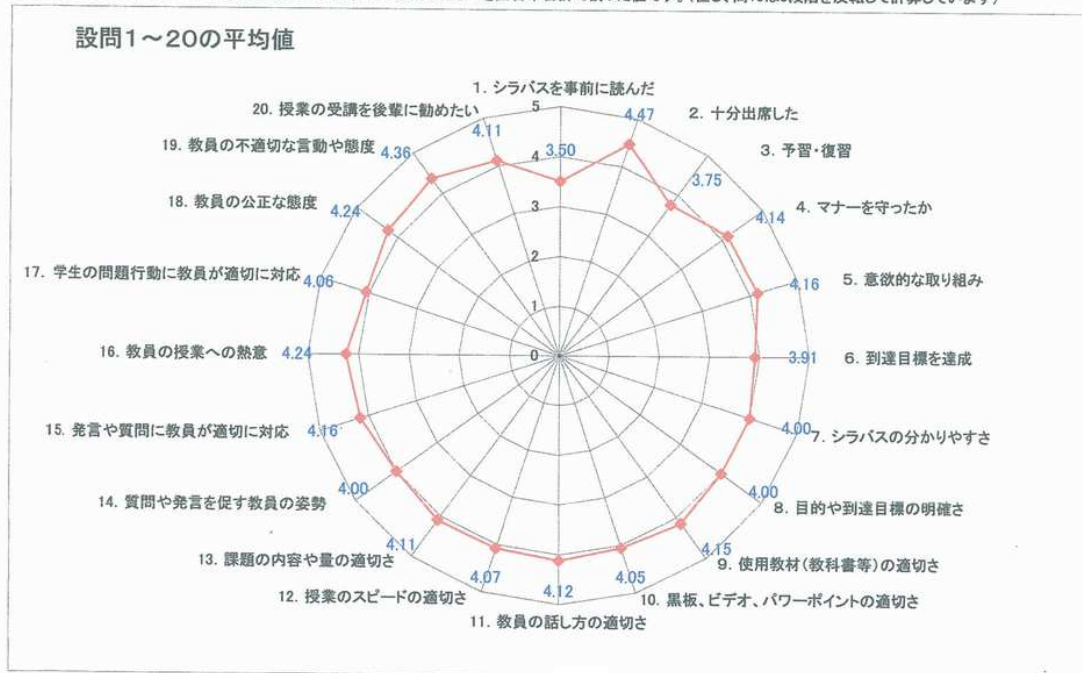 設問1～20の平均値
1. シラバスを事前に読んだ
3.50
2. 十分出席した
4.47
3. 予習・復習
3.75
4. マナーを守ったか
4.14
5. 意欲的な取り組み
4.16
6. 到達目標を達成
3.91
7. シラバスの分かりやすさ
4.00
8. 目的や到達目標の明確さ
4.00
9. 使用教材(教科書等)の適切さ
4.15
10. 黒板、ビデオ、パワーポイントの適切さ
4.05
11. 教員の話し方の適切さ
4.12
12. 授業のスピードの適切さ
4.07
13. 課題の内容や量の適切さ
4.11
14. 質問や発言を促す教員の姿勢
4.00
15. 発言や質問に教員が適切に対応
4.16
16. 教員の授業への熱意
4.24
17. 学生の問題行動に教員が適切に対応
4.06
18. 教員の公正な態度
4.24
19. 教員の不適切な言動や態度
4.36
20. 授業の受講を後輩に勧めたい
4.11
5
4
3
2
1
0